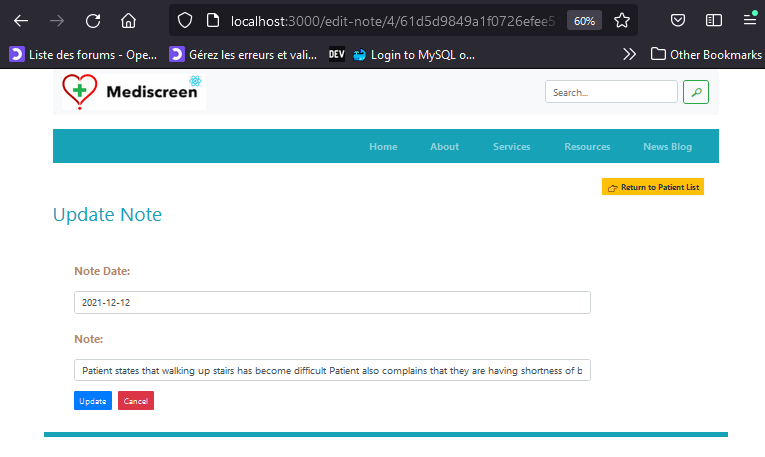 localhost:3000/edit-note/4/61d5d9849a1f0726efee5
60%
Liste des forums - Ope...
Gérez les erreurs et vali...
DEV
Login to MySQL o...
Other Bookmarks
Mediscreen
Search...
Home
About
Services
Resources
News Blog
Return to Patient List
Update Note
Note Date:
2021-12-12
Note:
Patient states that walking up stairs has become difficult Patient also complains that they are having shortness of b
Update
Cancel